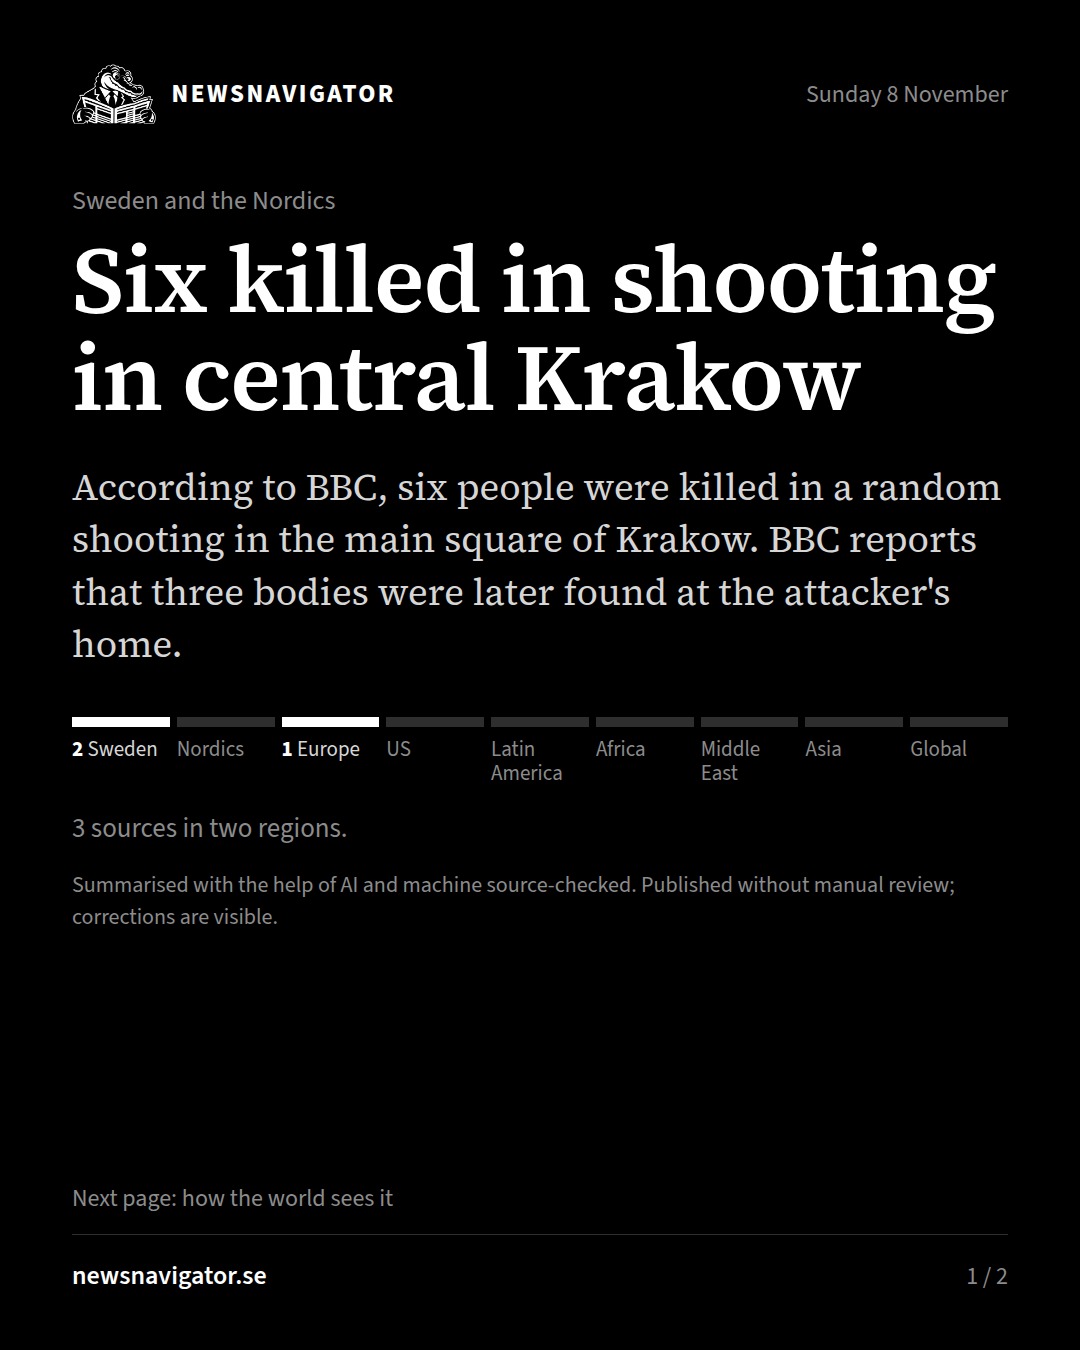 NEWSNAVIGATOR
Sunday 8 November
Sweden and the Nordics
Six killed in shooting
in central Krakow
According to BBC, six people were killed in a random
shooting in the main square of Krakow. BBC reports
that three bodies were later found at the attacker's
home.
2 Sweden
Nordics
1 Europe
US
Latin
America
Africa
Middle
East
Asia
Global
3 sources in two regions.
Summarised with the help of AI and machine source-checked. Published without manual review;
corrections are visible.
Next page: how the world sees it
newsnavigator.se
1 / 2